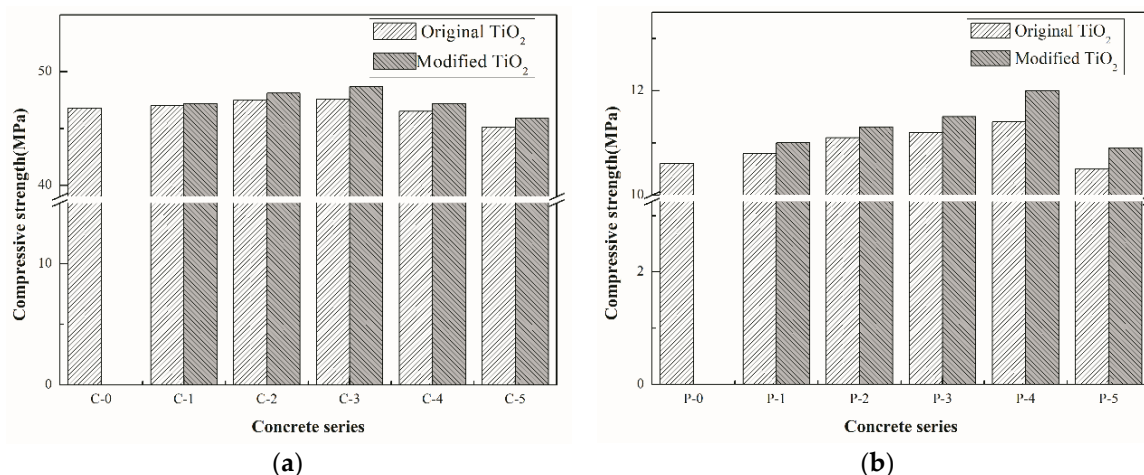 Original TiO2
Modified TiO2
50
40
10
0
Compressive strength(MPa)
C-0 C-1 C-2 C-3 C-4 C-5
Concrete series
(a)
Original TiO2
Modified TiO2
12
10
2
0
Compressive strength(MPa)
P-0 P-1 P-2 P-3 P-4 P-5
Concrete series
(b)